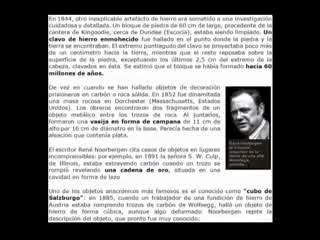 En 1844, otro inexplicable artefacto de hierro era sometido a una investigación
cuidadosa y detallada. Un bloque de piedra de 60 cm de largo, precedente de la
cantera de Kingoodie, cerca de Dundee (Escocia), estaba siendo limpiado. Un
clavo de hierro enmohecido fue hallado en el punto donde la piedra y la
tierra se encontraban. El extremo puntiagudo del clavo se proyectaba poco más
de un centímetro hacia la tierra, mientras que el resto reposaba sobre la
superficie de la piedra, exceptuando los últimos 2,5 cm del extremo de la
cabeza, clavados en ésta. Se estimó que el bloque se había formado hacía 60
millones de años.
De vez en cuando se han hallado objetos de decoración
prisioneros en carbón o roca sólida. En 1852 fue dinamitada
una masa rocosa en Dorchester (Massachusetts, Estados
Unidos). Los obreros encontraron dos fragmentos de un
objeto metálico entre los trozos de roca. Al juntarlos,
formaron una vasija en forma de campana de 11 cm de
alto por 16 cm de diámetro en la base. Parecía hecha de una
aleación que contenía plata.
El escritor René Noorbergen cita casos de objetos en lugares
incomprensibles: por ejemplo, en 1891 la señora S. W. Culp,
de Illinois, estaba extrayendo carbón cuando un trozo se
rompió revelando una cadena de oro, situada en una
cavidad en forma de lazo
Uno de los objetos anacrónicos más famosos es el conocido como "cubo de
Salzburgo": en 1885, cuando un trabajador de una fundición de hierro de
Austria estaba rompiendo trozos de carbón de Wolfsegg, halló un objeto de
hierro de forma cúbica, aunque algo deformado: Noorbergen repite la
descripción del objeto, que pronto fue muy conocido: